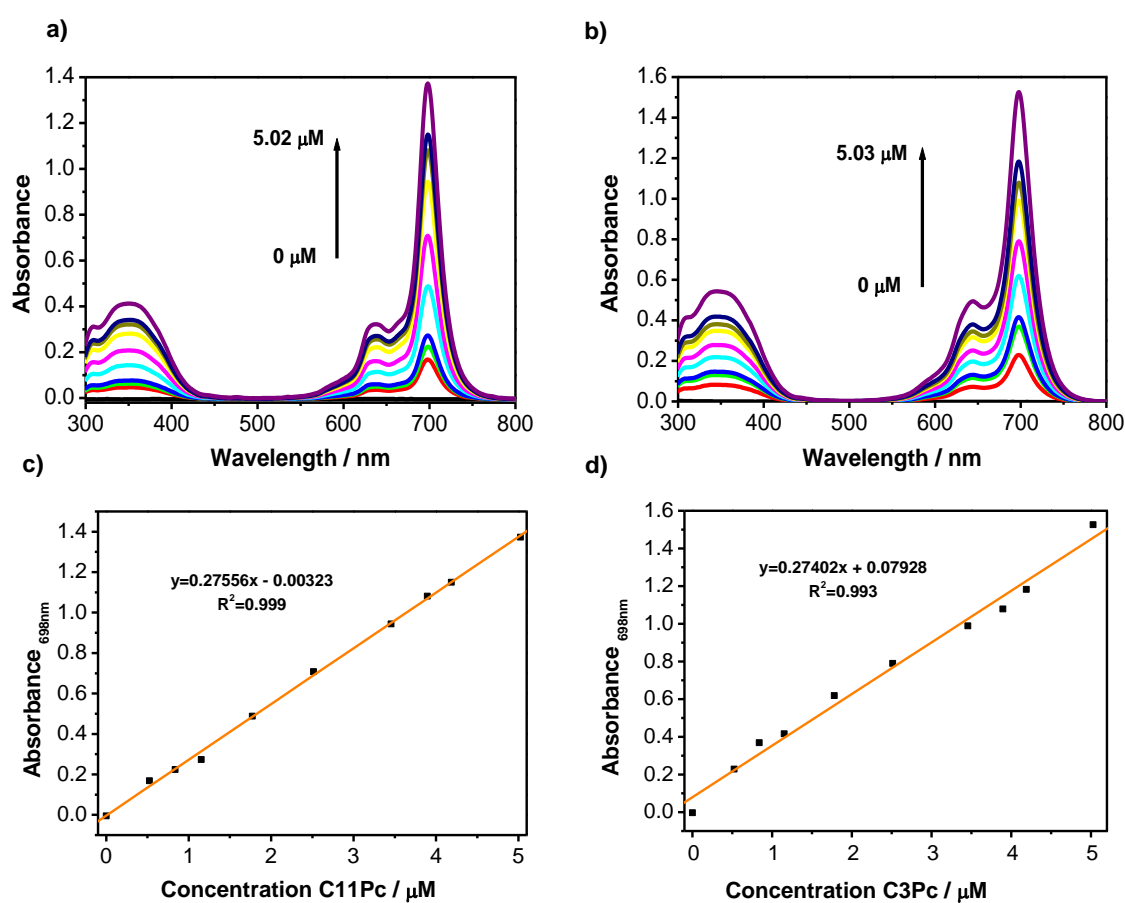 a)
1.4
1.2
1.0
0.8
0.6
0.4
0.2
0.0
Absorbance
5.02 μM
0 μM
300 400 500 600 700 800
Wavelength / nm
b)
1.6
1.4
1.2
1.0
0.8
0.6
0.4
0.2
0.0
Absorbance
5.03 μM
0 μM
300 400 500 600 700 800
Wavelength / nm
c)
1.4
1.2
1.0
0.8
0.6
0.4
0.2
0.0
Absorbance 698nm
y=0.27556x - 0.00323
R²=0.999
0 1 2 3 4 5
Concentration C11Pc / μM
d)
1.6
1.4
1.2
1.0
0.8
0.6
0.4
0.2
0.0
Absorbance 698nm
y=0.27402x + 0.07928
R²=0.993
0 1 2 3 4 5
Concentration C3Pc / μM